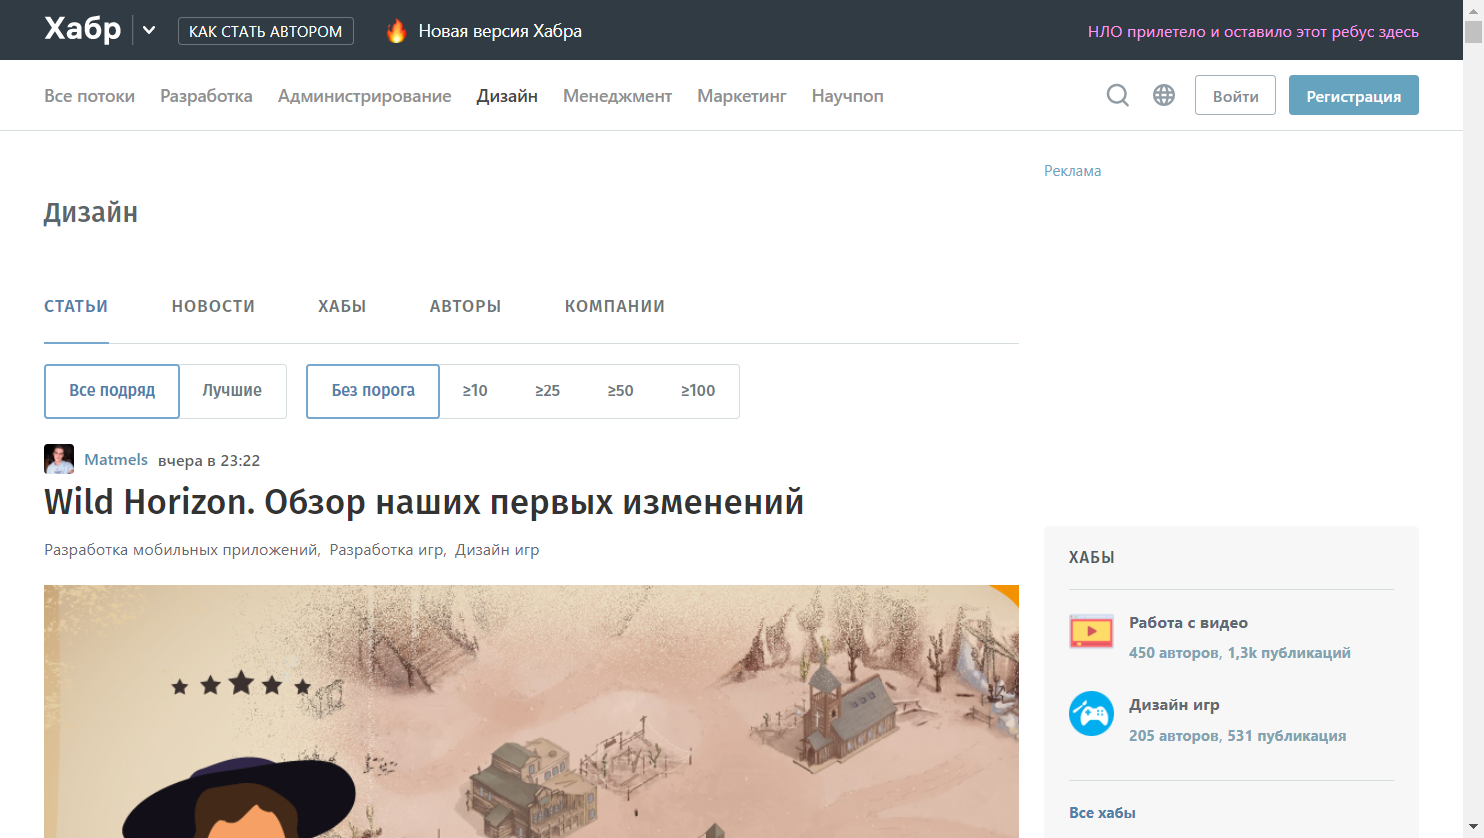 Хабр
КАК СТАТЬ АВТОРОМ
Новая версия Хабра
НЛО прилетело и оставило этот ребус здесь
Все потоки Разработка Администрирование Дизайн Менеджмент Маркетинг Научпоп
Войти
Регистрация
Реклама
Дизайн
СТАТЬИ НОВОСТИ ХАБЫ АВТОРЫ КОМПАНИИ
Все подряд Лучшие Без порога ≥10 ≥25 ≥50 ≥100
Matmels вчера в 23:22
Wild Horizon. Обзор наших первых изменений
Разработка мобильных приложений, Разработка игр, Дизайн игр
ХАБЫ
Работа с видео
450 авторов, 1,3k публикаций
Дизайн игр
205 авторов, 531 публикация
Все хабы